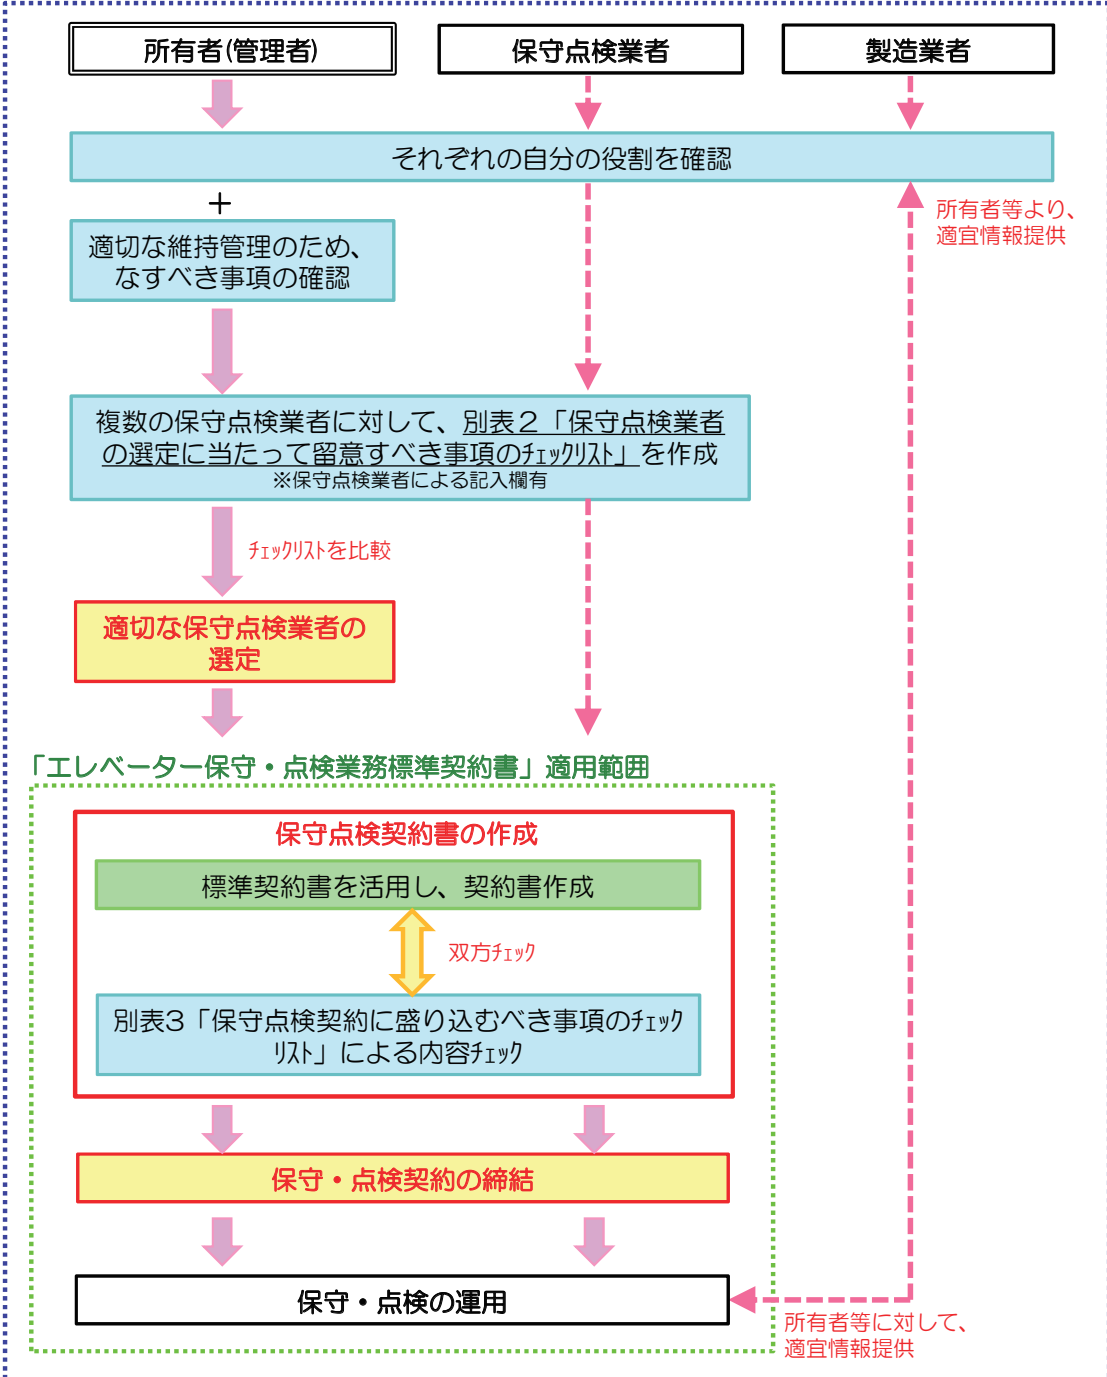 所有者(管理者)
保守点検業者
製造業者
それぞれの自分の役割を確認
＋
所有者等より、
適宜情報提供
適切な維持管理のため、
なすべき事項の確認
複数の保守点検業者に対して、別表２「保守点検業者
の選定に当たって留意すべき事項のﾁｪｯｸﾘｽﾄ」を作成
※保守点検業者による記入欄有
ﾁｪｯｸﾘｽﾄを比較
適切な保守点検業者の
選定
「エレベーター保守・点検業務標準契約書」適用範囲
保守点検契約書の作成
標準契約書を活用し、契約書作成
双方ﾁｪｯｸ
別表3「保守点検契約に盛り込むべき事項のﾁｪｯｸ
ﾘｽﾄ」による内容ﾁｪｯｸ
保守・点検契約の締結
保守・点検の運用
所有者等に対して、
適宜情報提供